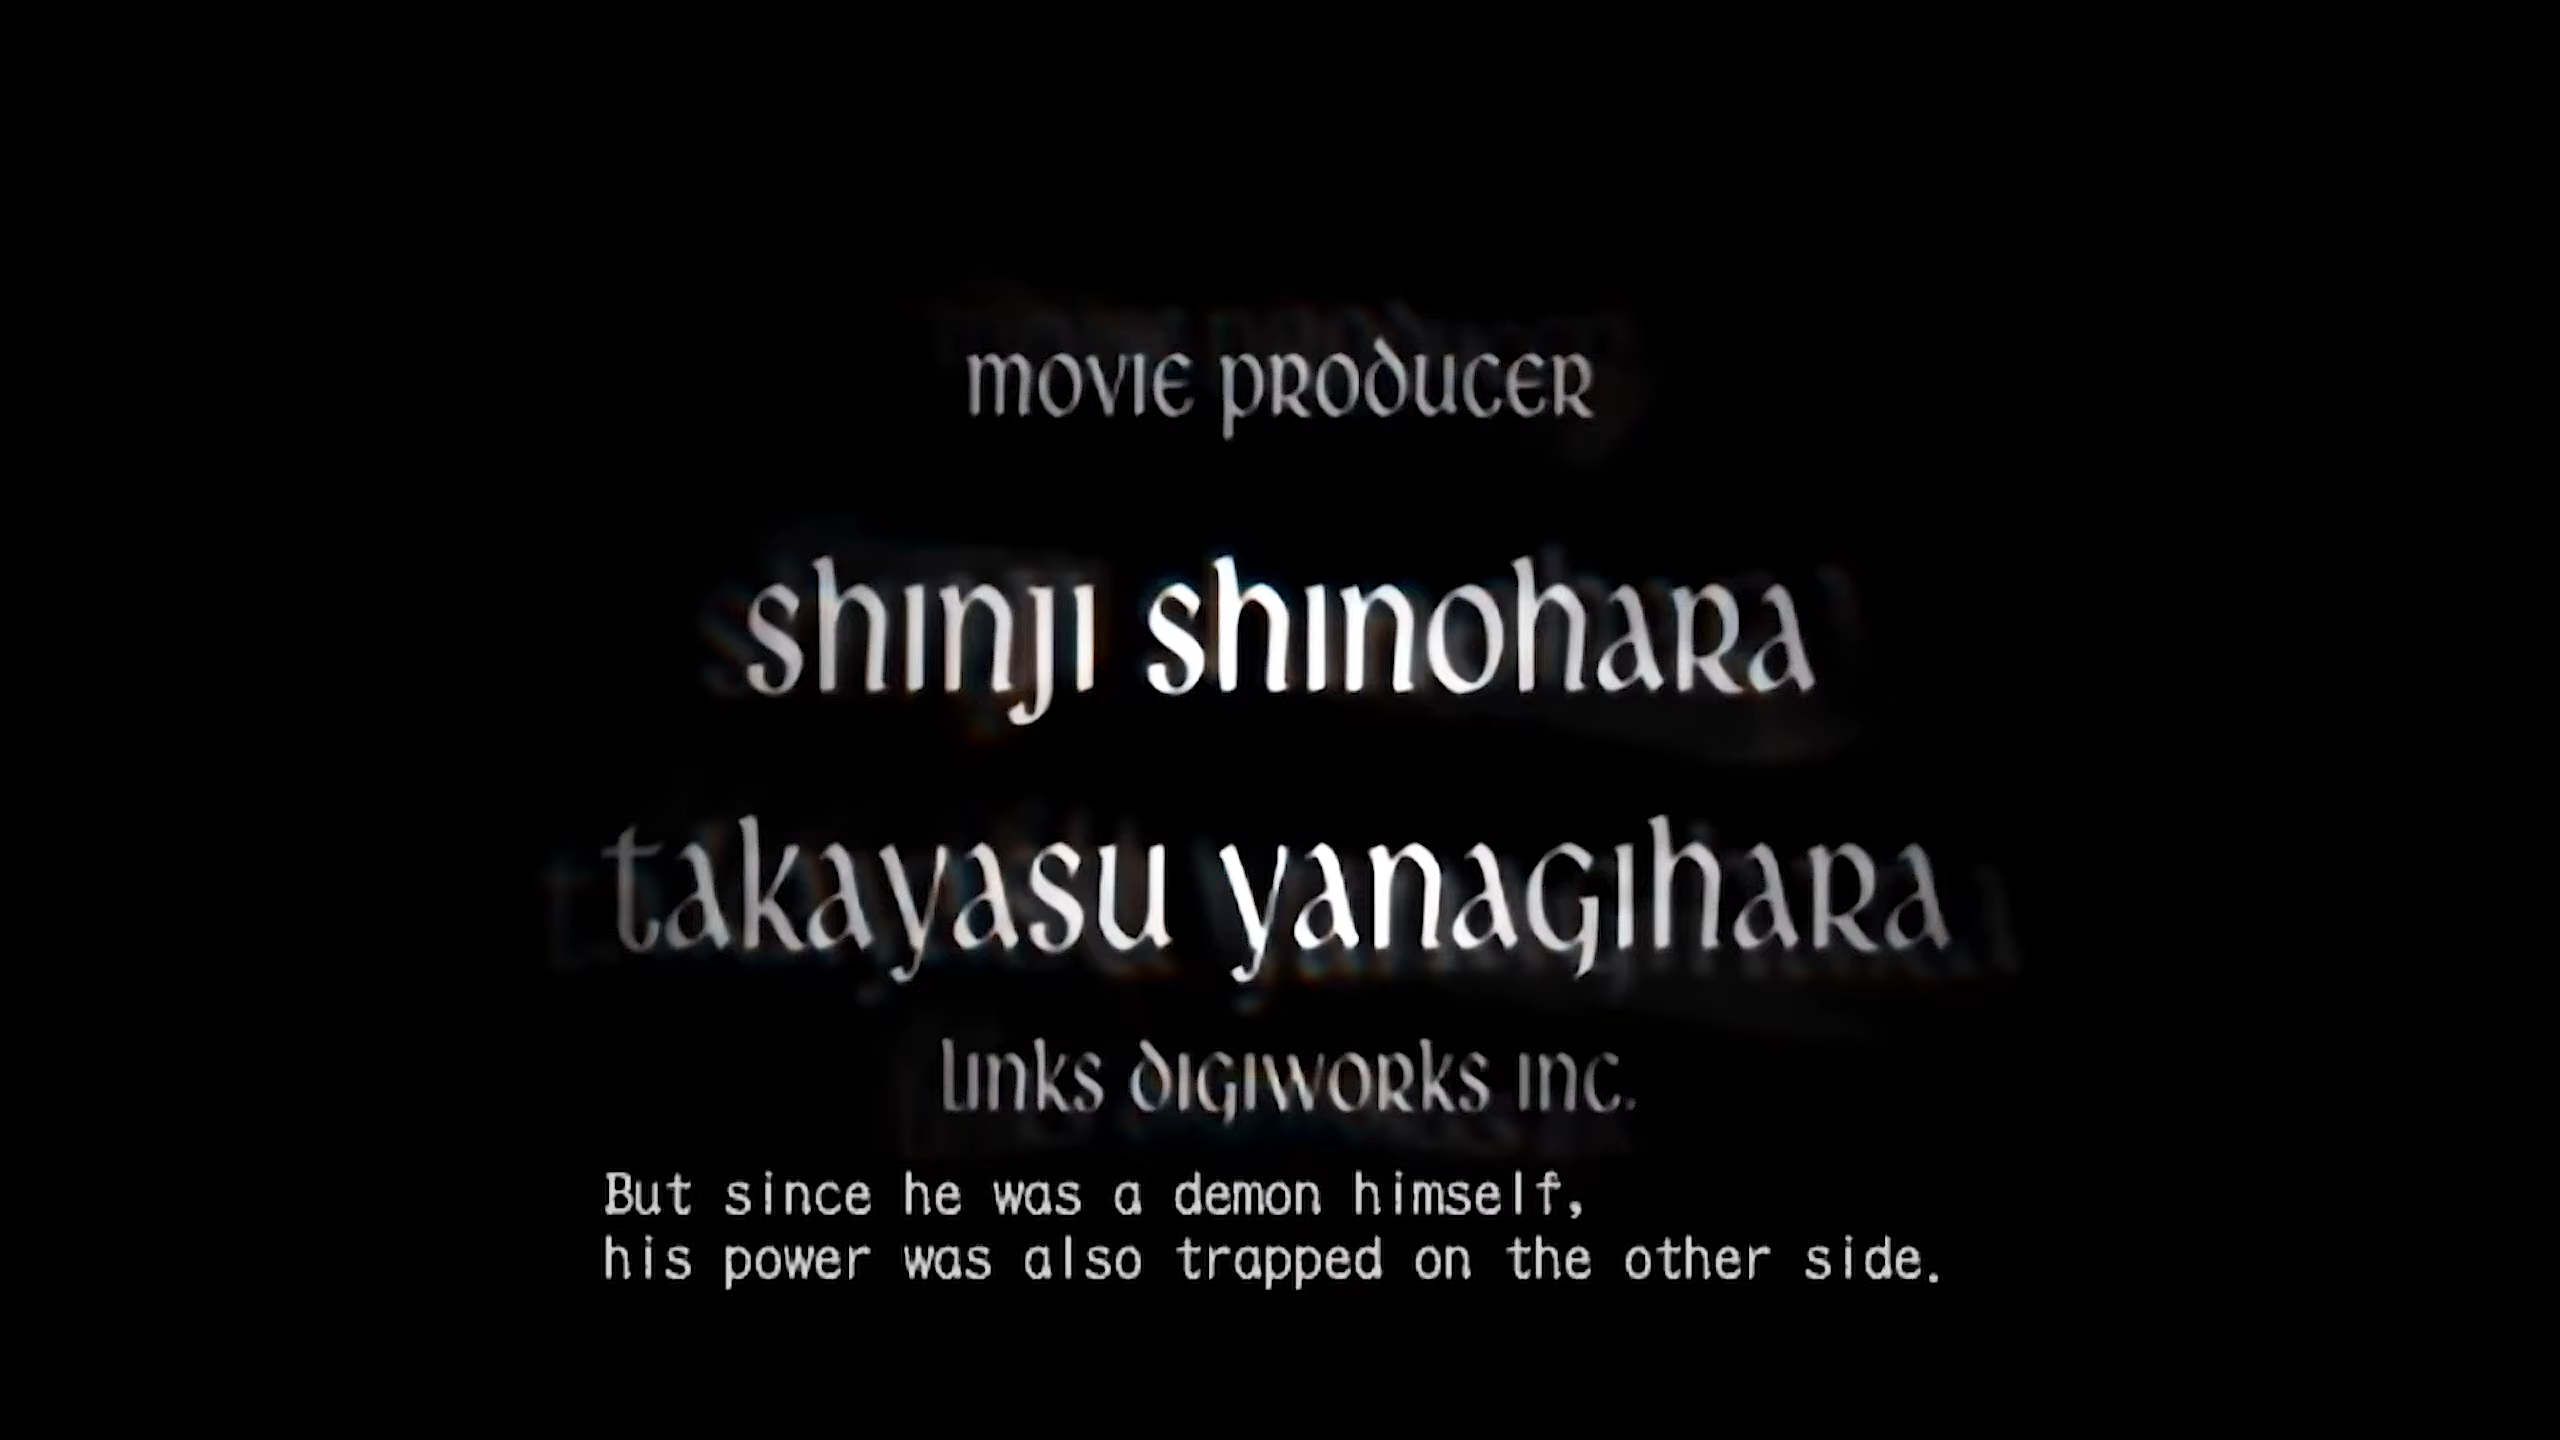 movie producer
shinji shinohara
takayasu yanagihara
links digiworks inc.
But since he was a demon himself,
his power was also trapped on the other side.